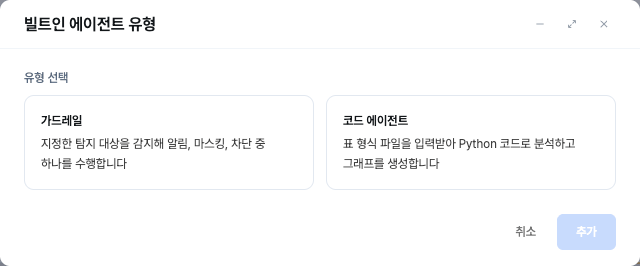 빌트인 에이전트 유형
유형 선택
가드레일
지정한 탐지 대상을 감지해 알림, 마스킹, 차단 중
하나를 수행합니다
코드 에이전트
표 형식 파일을 입력받아 Python 코드로 분석하고
그래프를 생성합니다
취소
추가